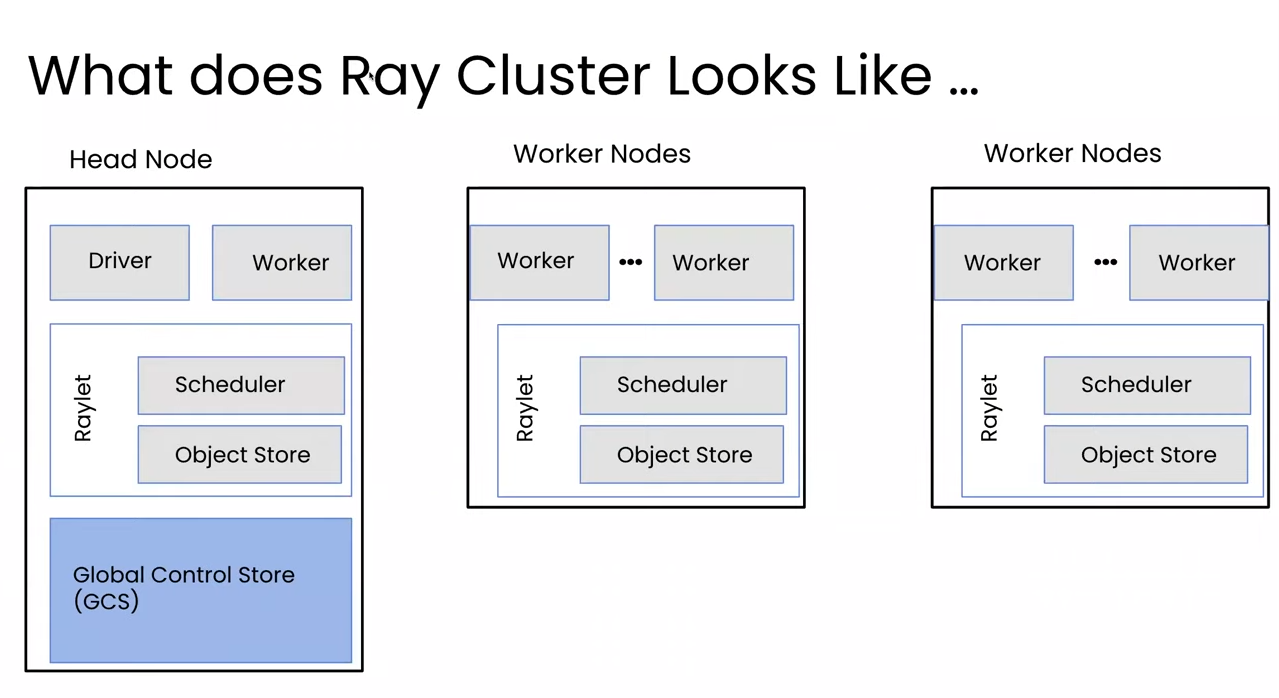 What does Ray Cluster Looks Like ...
Head Node
Driver
Worker
Raylet
Scheduler
Object Store
Global Control Store
(GCS)
Worker Nodes
Worker
•••
Worker
Raylet
Scheduler
Object Store
Worker Nodes
Worker
•••
Worker
Raylet
Scheduler
Object Store